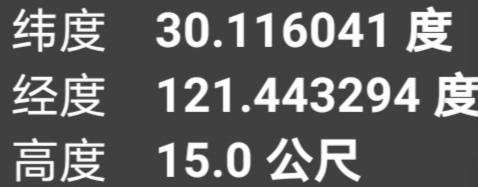 纬度 30.116041 度
经度 121.443294 度
高度 15.0 公尺